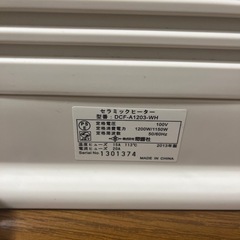 セラミックヒーター
型番 DCF-A1203-WH
定格電圧 100V
定格消費電力 1200W/1150W
定格周波数 50/60Hz
温度ヒューズ 15A 113℃ 2013年製
電流ヒューズ 20A
Serial No 1301374 MADE IN CHINA